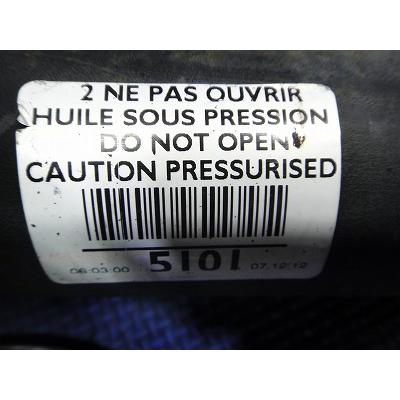 2 NE PAS OUVRIR
HUILE SOUS PRESSION
DO NOT OPEN
CAUTION PRESSURISED
06:03:00 5101 07.12.12